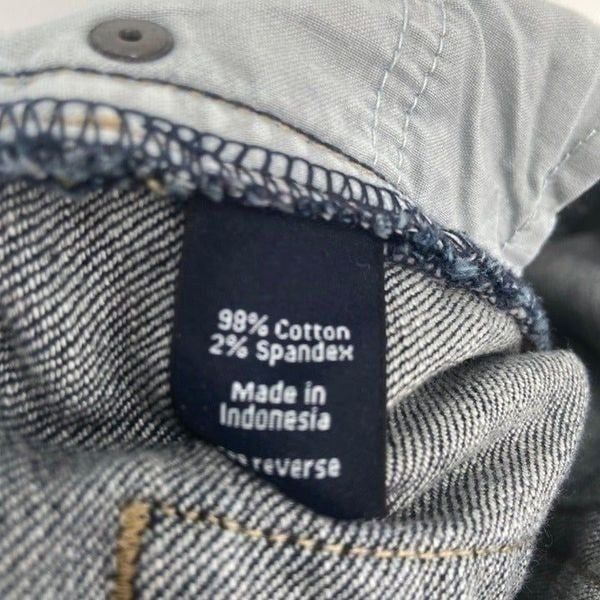 98% Cotton
2% Spandex
Made in
Indonesia
reverse